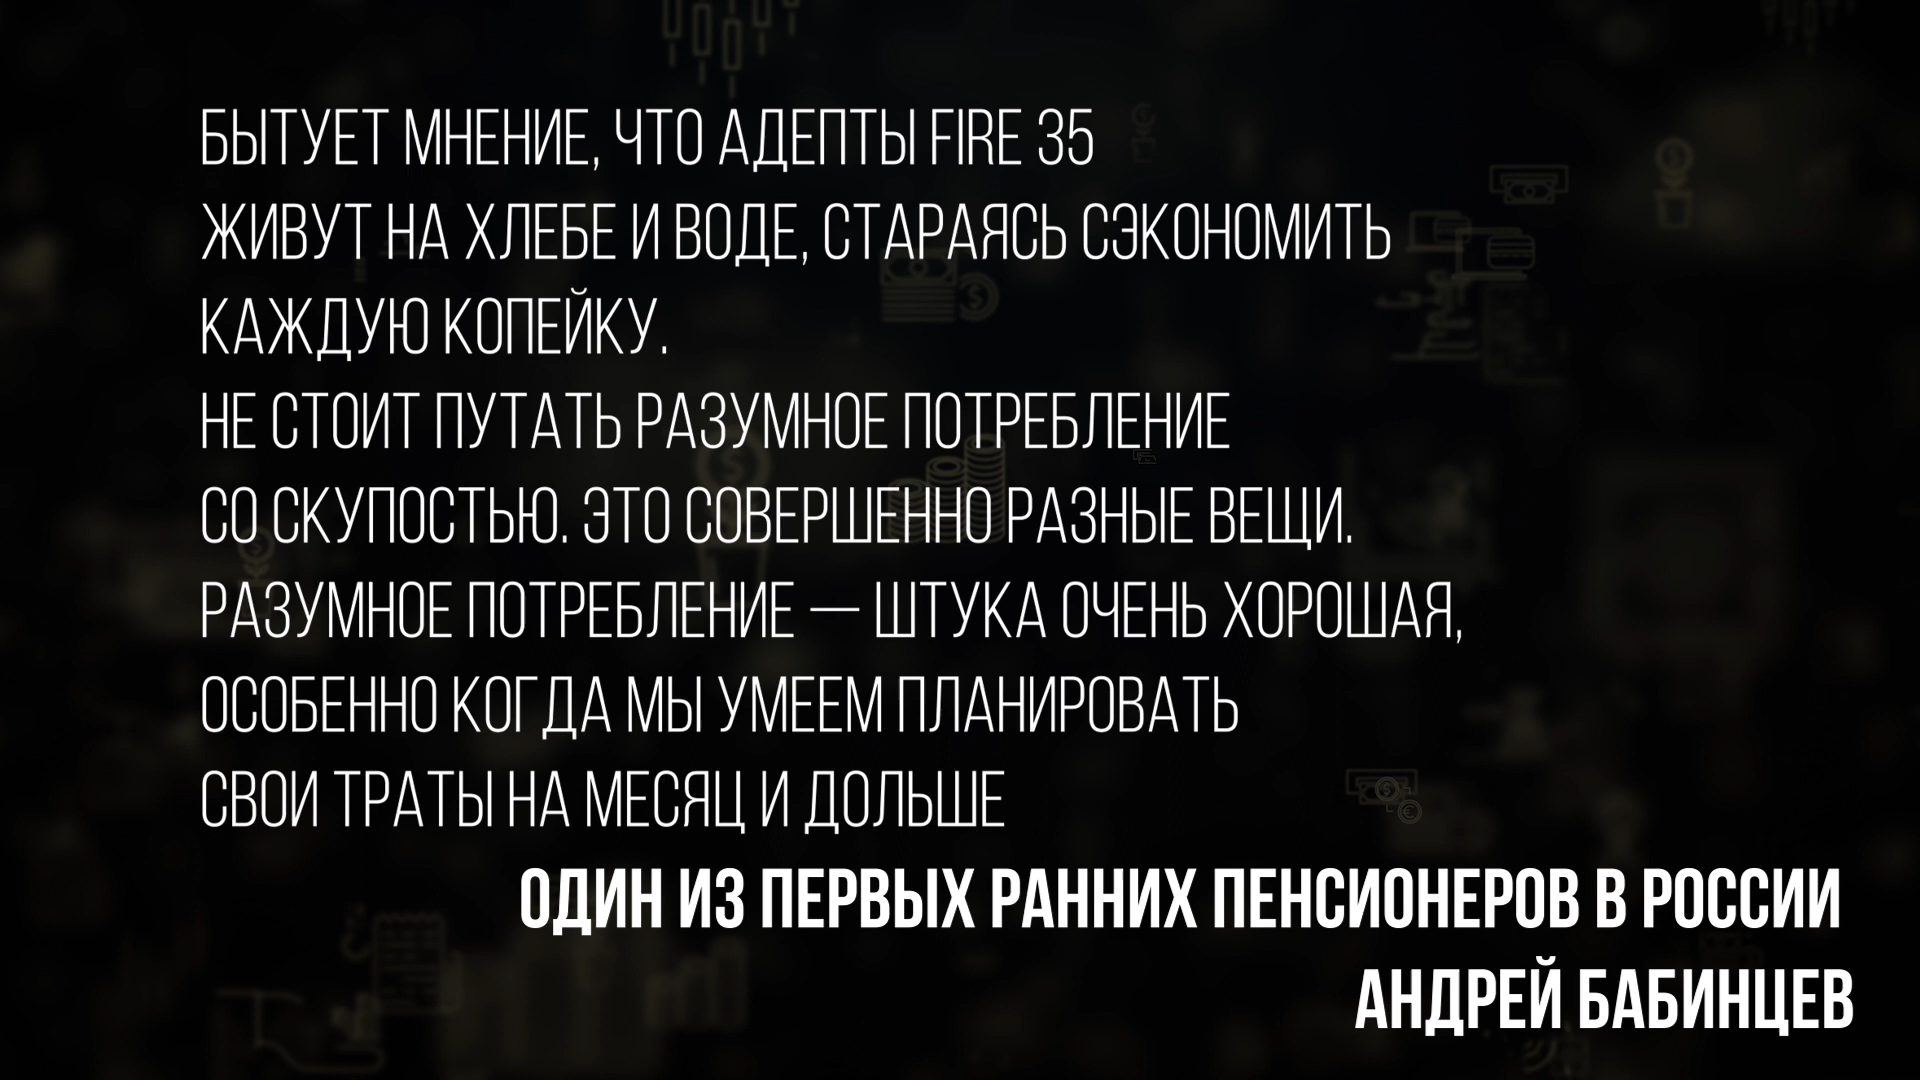 БЫТУЕТ МНЕНИЕ, ЧТО АДЕПТЫ FIRE 35
ЖИВУТ НА ХЛЕБЕ И ВОДЕ, СТАРАЯСЬ СЭКОНОМИТЬ
КАЖДУЮ КОПЕЙКУ.
НЕ СТОИТ ПУТАТЬ РАЗУМНОЕ ПОТРЕБЛЕНИЕ
СО СКУПОСТЬЮ. ЭТО СОВЕРШЕННО РАЗНЫЕ ВЕЩИ.
РАЗУМНОЕ ПОТРЕБЛЕНИЕ — ШТУКА ОЧЕНЬ ХОРОШАЯ,
ОСОБЕННО КОГДА МЫ УМЕЕМ ПЛАНИРОВАТЬ
СВОИ ТРАТЫ НА МЕСЯЦ И ДОЛЬШЕ
ОДИН ИЗ ПЕРВЫХ РАННИХ ПЕНСИОНЕРОВ В РОССИИ
АНДРЕЙ БАБИНЦЕВ